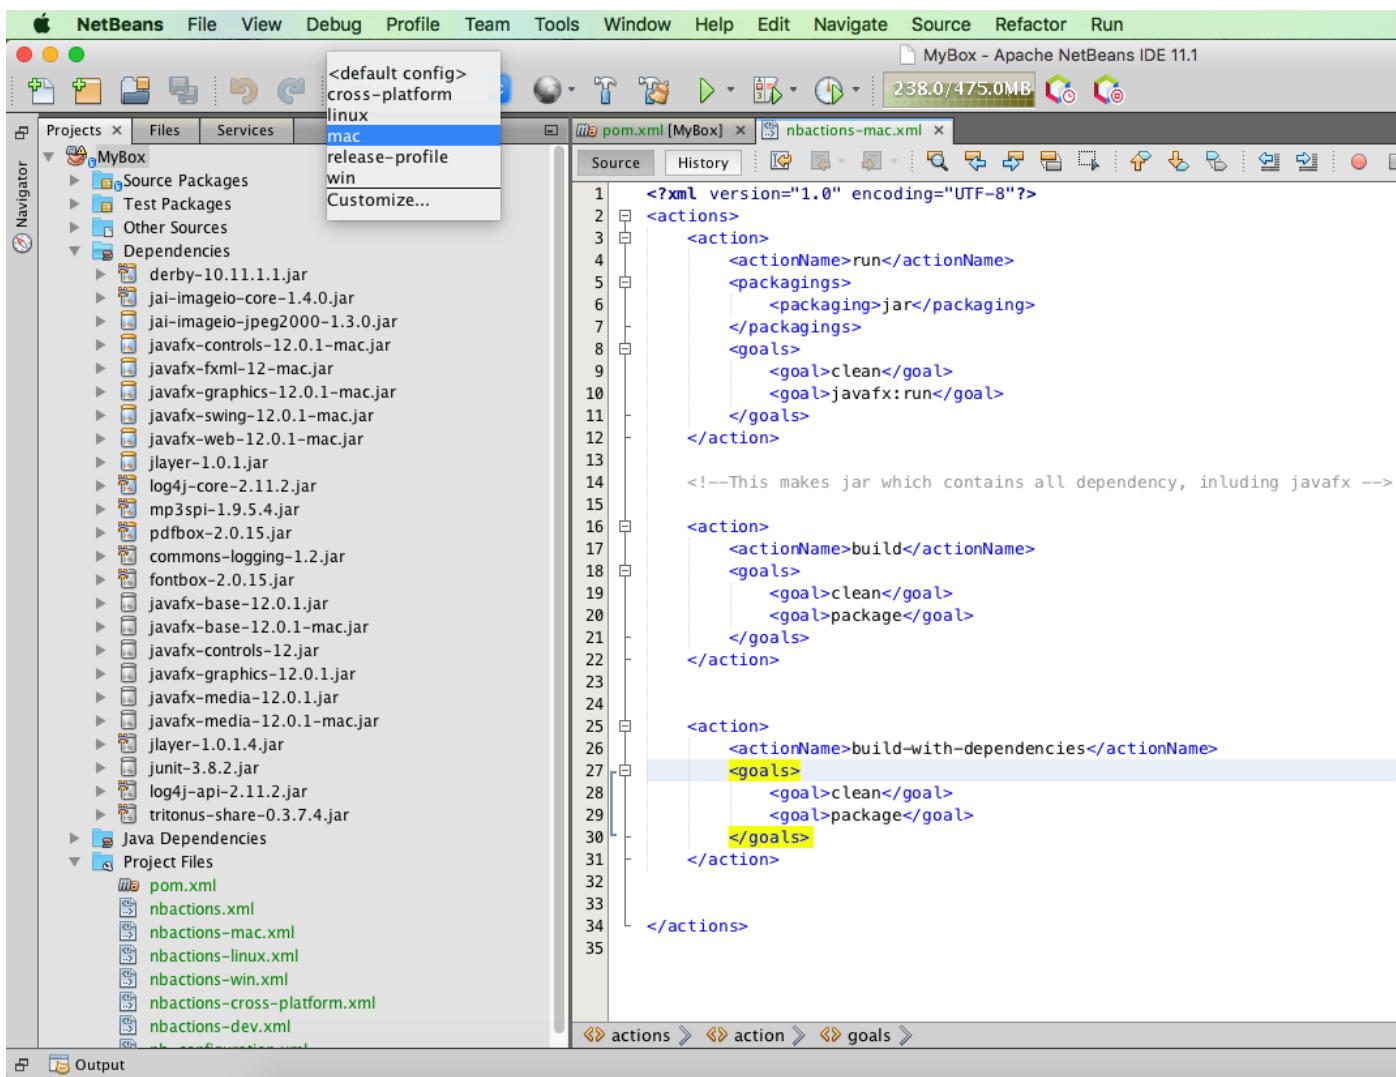 NetBeans File View Debug Profile Team Tools Window Help Edit Navigate Source Refactor Run
MyBox - Apache NetBeans IDE 11.1
<default config>
cross-platform
linux
mac
release-profile
win
Customize...
238.0/475.0MB
Projects Files Services
Navigator
MyBox
Source Packages
Test Packages
Other Sources
Dependencies
derby-10.11.1.1.jar
jai-imageio-core-1.4.0.jar
jai-imageio-jpeg2000-1.3.0.jar
javafx-controls-12.0.1-mac.jar
javafx-fxml-12-mac.jar
javafx-graphics-12.0.1-mac.jar
javafx-swing-12.0.1-mac.jar
javafx-web-12.0.1-mac.jar
jlayer-1.0.1.jar
log4j-core-2.11.2.jar
mp3spi-1.9.5.4.jar
pdfbox-2.0.15.jar
commons-logging-1.2.jar
fontbox-2.0.15.jar
javafx-base-12.0.1.jar
javafx-base-12.0.1-mac.jar
javafx-controls-12.jar
javafx-graphics-12.0.1.jar
javafx-media-12.0.1.jar
javafx-media-12.0.1-mac.jar
jlayer-1.0.1.4.jar
junit-3.8.2.jar
log4j-api-2.11.2.jar
tritonus-share-0.3.7.4.jar
Java Dependencies
Project Files
pom.xml
nbactions.xml
nbactions-mac.xml
nbactions-linux.xml
nbactions-win.xml
nbactions-cross-platform.xml
nbactions-dev.xml
pom.xml [MyBox] nbactions-mac.xml
Source History
1 <?xml version="1.0" encoding="UTF-8"?>
2 <actions>
3 <action>
4 <actionName>run</actionName>
5 <packagings>
6 <packaging>jar</packaging>
7 </packagings>
8 <goals>
9 <goal>clean</goal>
10 <goal>javafx:run</goal>
11 </goals>
12 </action>
13
14 <!--This makes jar which contains all dependency, inluding javafx -->
15
16 <action>
17 <actionName>build</actionName>
18 <goals>
19 <goal>clean</goal>
20 <goal>package</goal>
21 </goals>
22 </action>
23
24
25 <action>
26 <actionName>build-with-dependencies</actionName>
27 <goals>
28 <goal>clean</goal>
29 <goal>package</goal>
30 </goals>
31 </action>
32
33
34 </actions>
35
actions action goals
Output